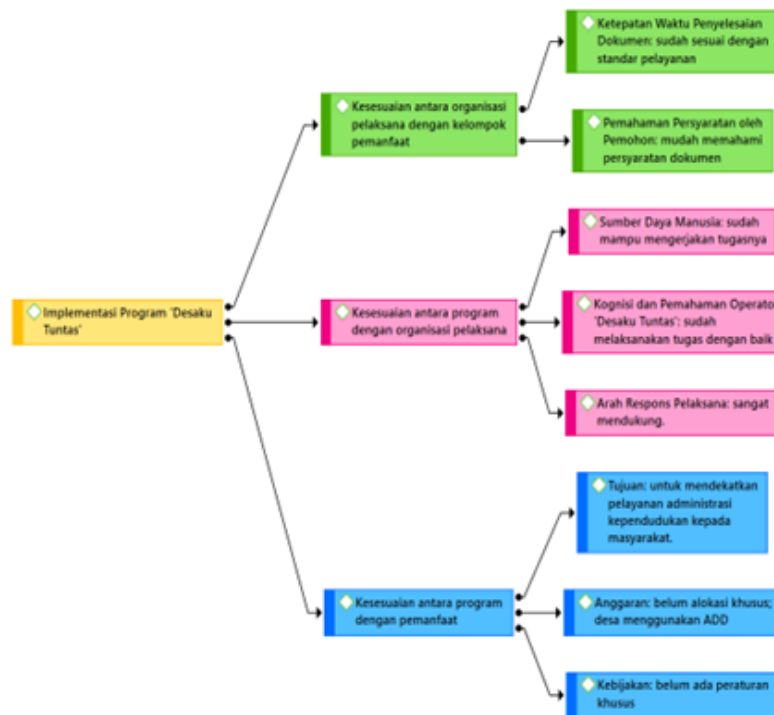 Implementasi Program 'Desaku
Tuntas'
Kesesuaian antara organisasi
pelaksana dengan kelompok
pemanfaat
Ketepatan Waktu Penyelesaian
Dokumen: sudah sesuai dengan
standar pelayanan
Pemahaman Persyaratan oleh
Pemohon: mudah memahami
persyaratan dokumen
Kesesuaian antara program
dengan organisasi pelaksana
Sumber Daya Manusia: sudah
mampu mengerjakan tugasnya
Kognisi dan Pemahaman Operato
'Desaku Tuntas': sudah
melaksanakan tugas dengan baik
Arah Respons Pelaksana: sangat
mendukung.
Kesesuaian antara program
dengan pemanfaat
Tujuan: untuk mendekatkan
pelayanan administrasi
kependudukan kepada
masyarakat.
Anggaran: belum alokasi khusus;
desa menggunakan ADD
Kebijakan: belum ada peraturan
khusus